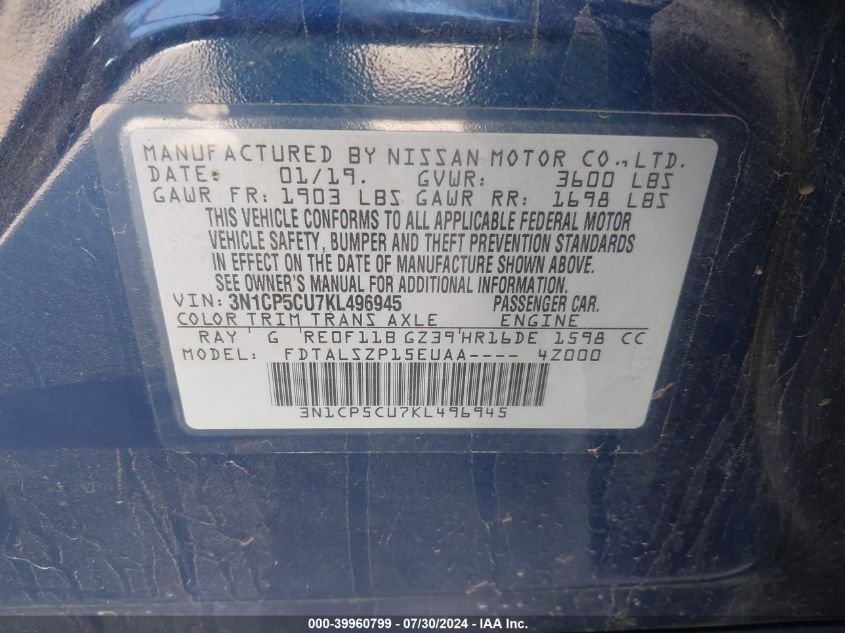 MANUFACTURED BY NISSAN MOTOR CO., LTD.
DATE: 01/19. GVWR: 3600 LBS
GAWR FR: 1903 LBS GAWR RR: 1698 LBS
THIS VEHICLE CONFORMS TO ALL APPLICABLE FEDERAL MOTOR
VEHICLE SAFETY, BUMPER AND THEFT PREVENTION STANDARDS
IN EFFECT ON THE DATE OF MANUFACTURE SHOWN ABOVE.
SEE OWNER'S MANUAL FOR ADDITIONAL INFORMATION.
VIN: 3N1CP5CU7KL496945 PASSENGER CAR.
COLOR TRIM TRANS AXLE ENGINE
RAY G RE0F11B GZ39 HR16DE 1598 CC
MODEL: FDTALSZP15EUAA---- 4Z000
3N1CP5CU7KL496945
000-39960799 - 07/30/2024 - IAA Inc.